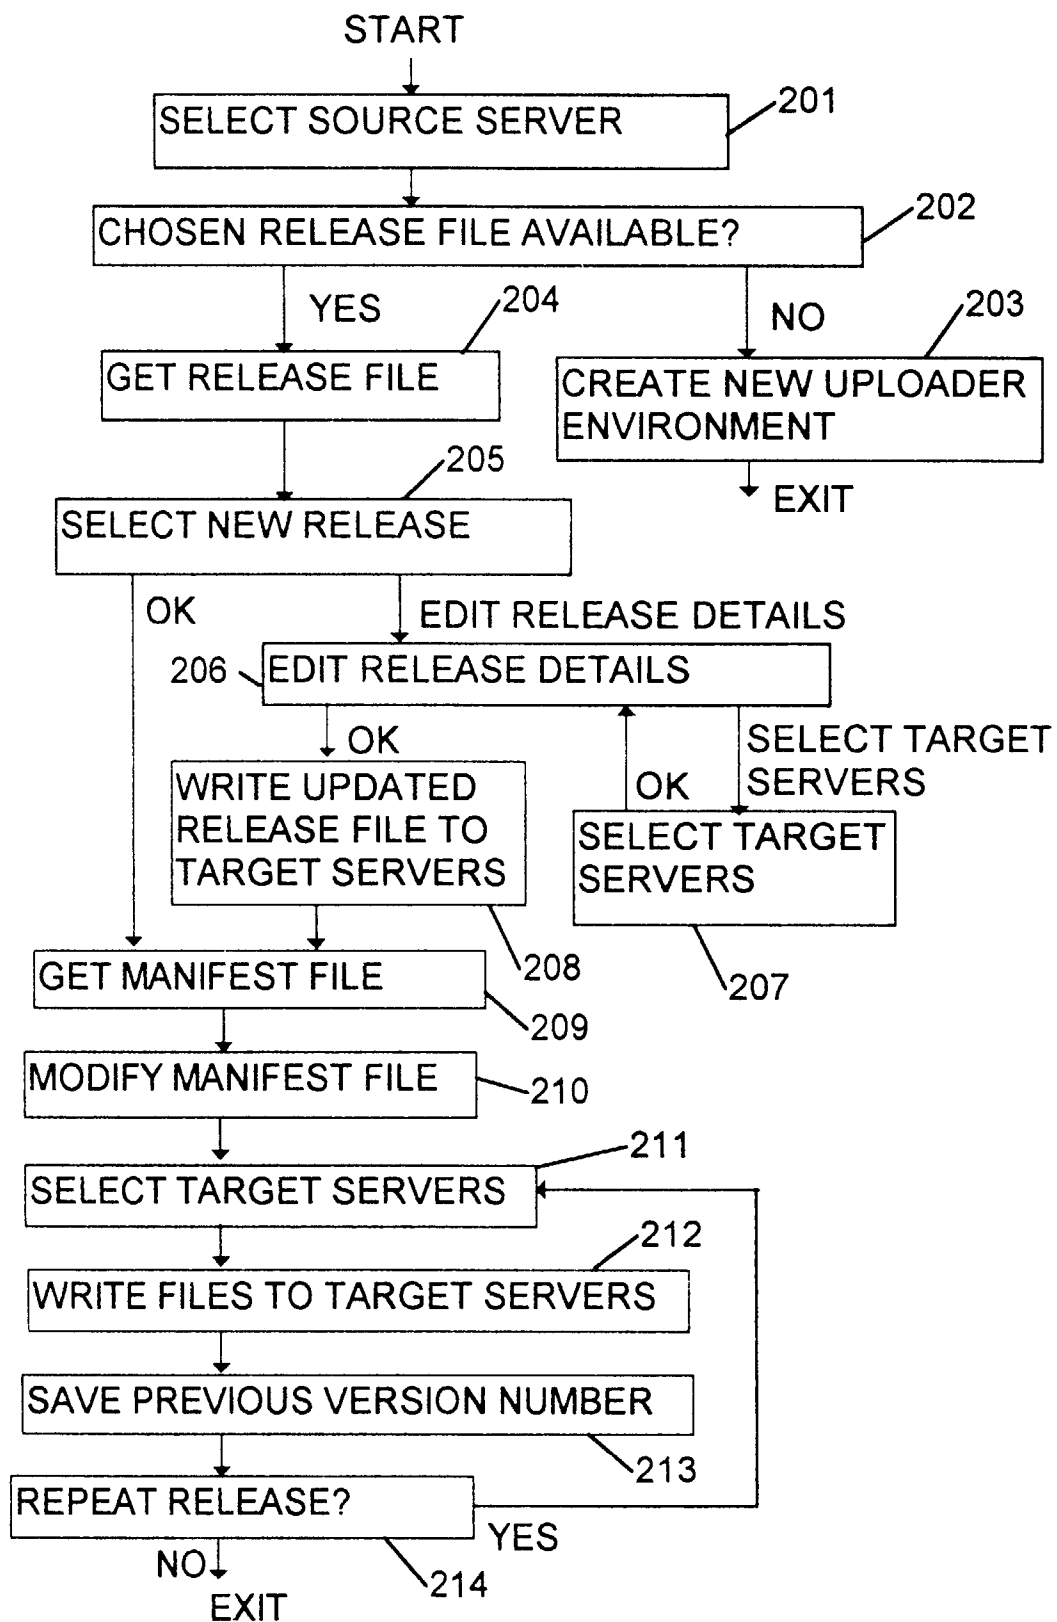 START
SELECT SOURCE SERVER
201
CHOSEN RELEASE FILE AVAILABLE?
202
YES
204
NO
203
GET RELEASE FILE
CREATE NEW UPLOADER
ENVIRONMENT
205
EXIT
SELECT NEW RELEASE
OK
EDIT RELEASE DETAILS
206
EDIT RELEASE DETAILS
OK
OK
SELECT TARGET
SERVERS
WRITE UPDATED
RELEASE FILE TO
TARGET SERVERS
SELECT TARGET
SERVERS
208
207
GET MANIFEST FILE
209
MODIFY MANIFEST FILE
210
211
SELECT TARGET SERVERS
212
WRITE FILES TO TARGET SERVERS
SAVE PREVIOUS VERSION NUMBER
213
REPEAT RELEASE?
YES
NO
214
EXIT